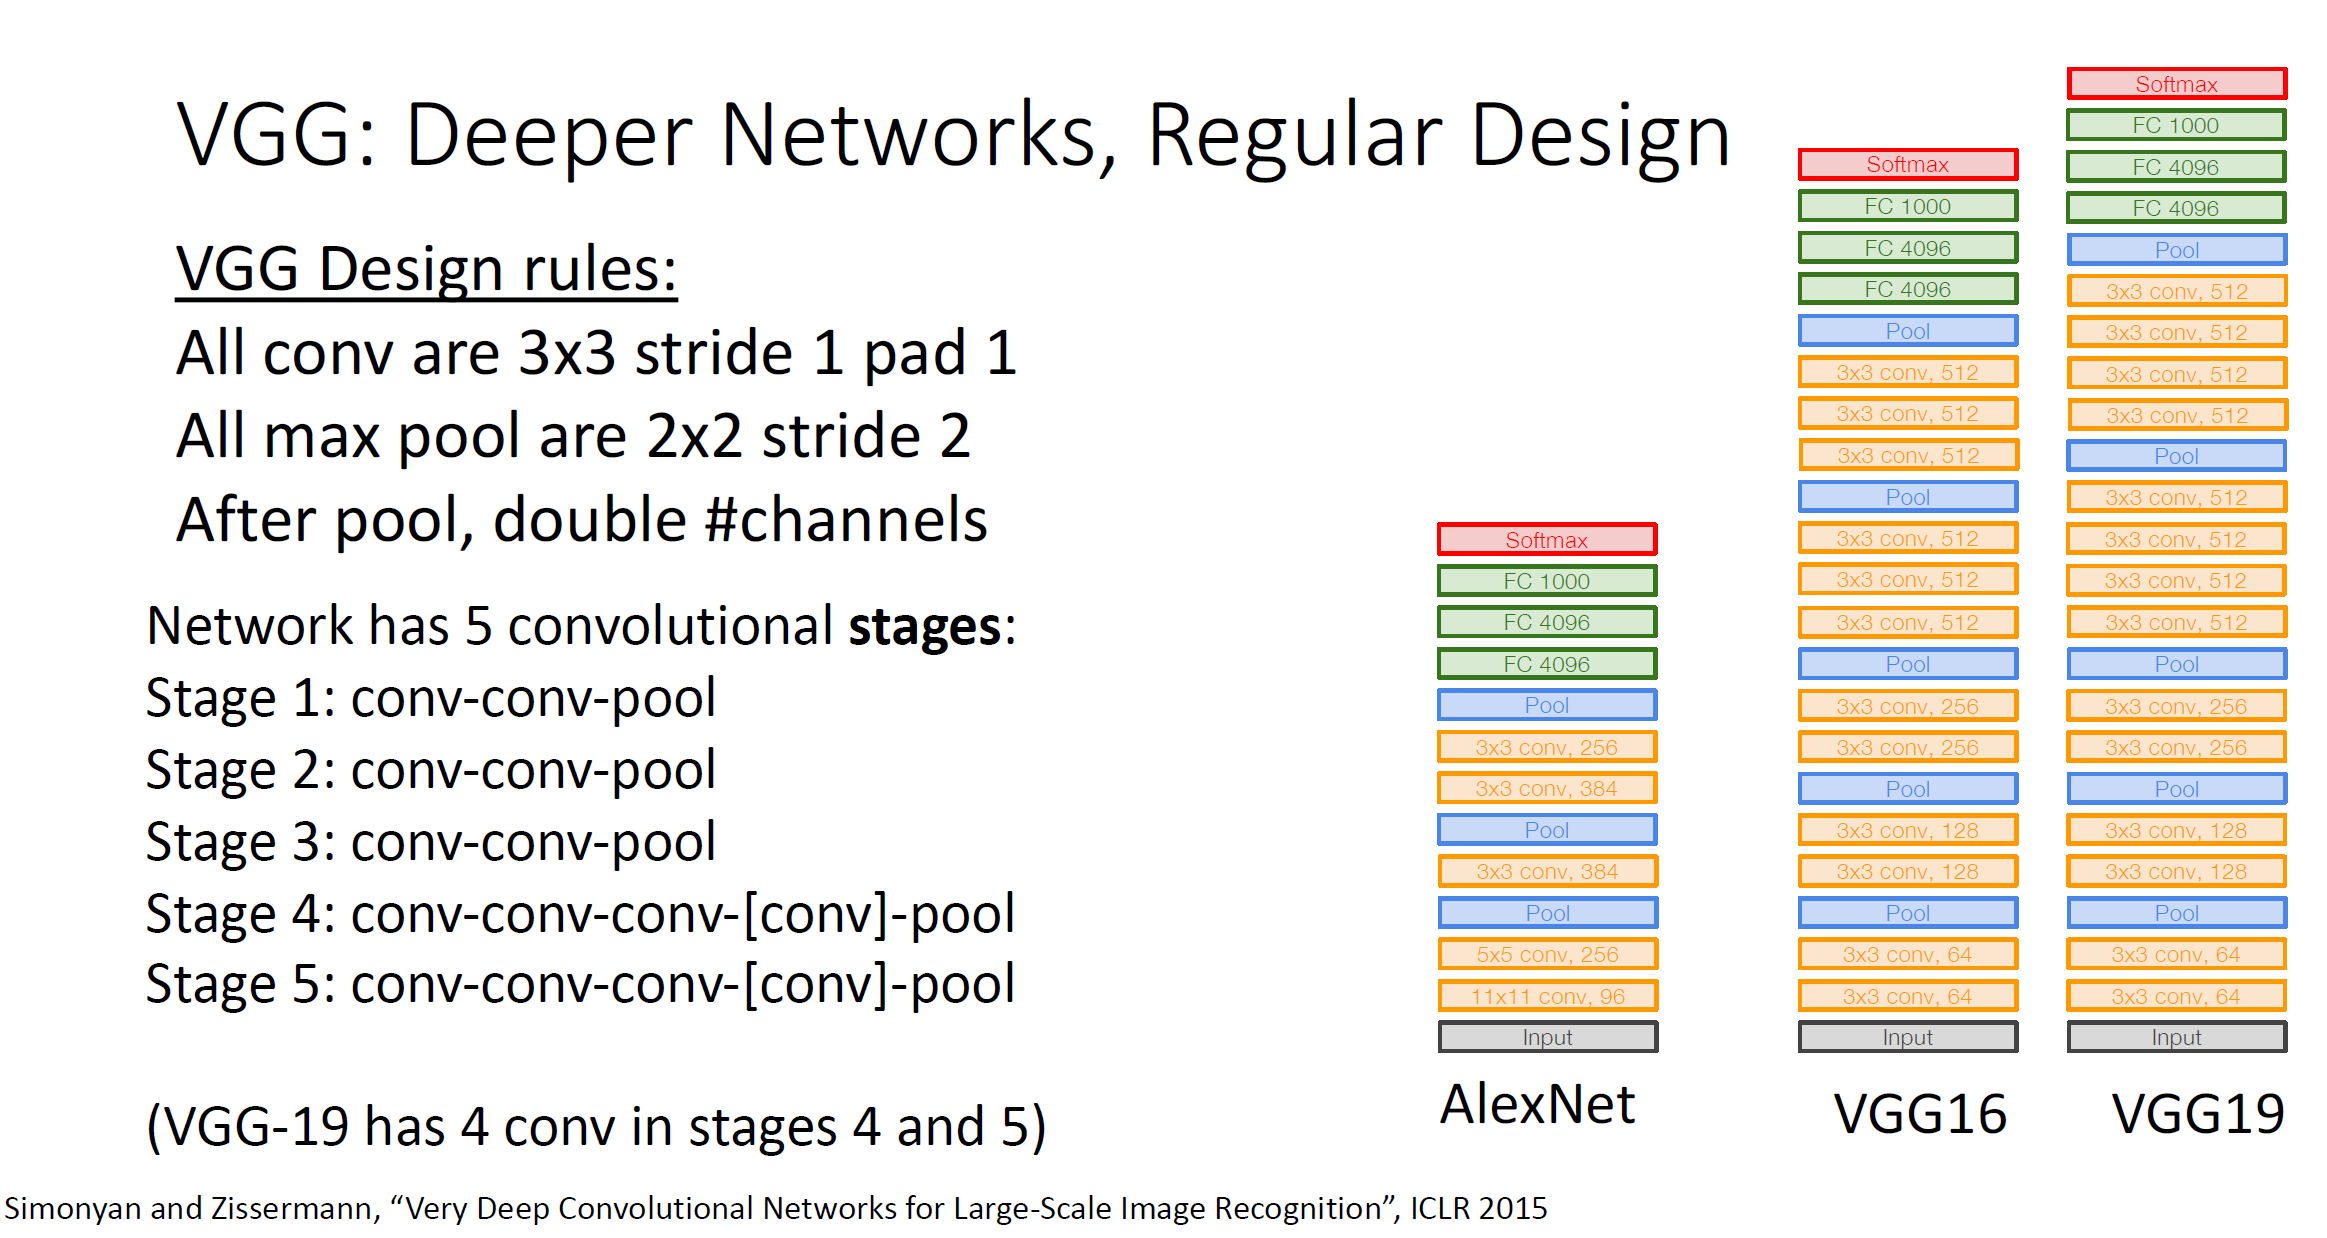 VGG: Deeper Networks, Regular Design
VGG Design rules:
All conv are 3x3 stride 1 pad 1
All max pool are 2x2 stride 2
After pool, double #channels
Network has 5 convolutional stages:
Stage 1: conv-conv-pool
Stage 2: conv-conv-pool
Stage 3: conv-conv-pool
Stage 4: conv-conv-conv-[conv]-pool
Stage 5: conv-conv-conv-[conv]-pool
(VGG-19 has 4 conv in stages 4 and 5)
Softmax
FC 1000
FC 4096
FC 4096
Pool
3x3 conv, 256
3x3 conv, 384
Pool
3x3 conv, 384
Pool
5x5 conv, 256
11x11 conv, 96
Input
AlexNet
Softmax
FC 1000
FC 4096
FC 4096
Pool
3x3 conv, 512
3x3 conv, 512
3x3 conv, 512
Pool
3x3 conv, 512
3x3 conv, 512
3x3 conv, 512
Pool
3x3 conv, 256
3x3 conv, 256
Pool
3x3 conv, 128
3x3 conv, 128
Pool
3x3 conv, 64
3x3 conv, 64
Input
VGG16
Softmax
FC 1000
FC 4096
FC 4096
Pool
3x3 conv, 512
3x3 conv, 512
3x3 conv, 512
3x3 conv, 512
Pool
3x3 conv, 512
3x3 conv, 512
3x3 conv, 512
3x3 conv, 512
Pool
3x3 conv, 256
3x3 conv, 256
Pool
3x3 conv, 128
3x3 conv, 128
Pool
3x3 conv, 64
3x3 conv, 64
Input
VGG19
Simonyan and Zissermann, “Very Deep Convolutional Networks for Large-Scale Image Recognition”, ICLR 2015